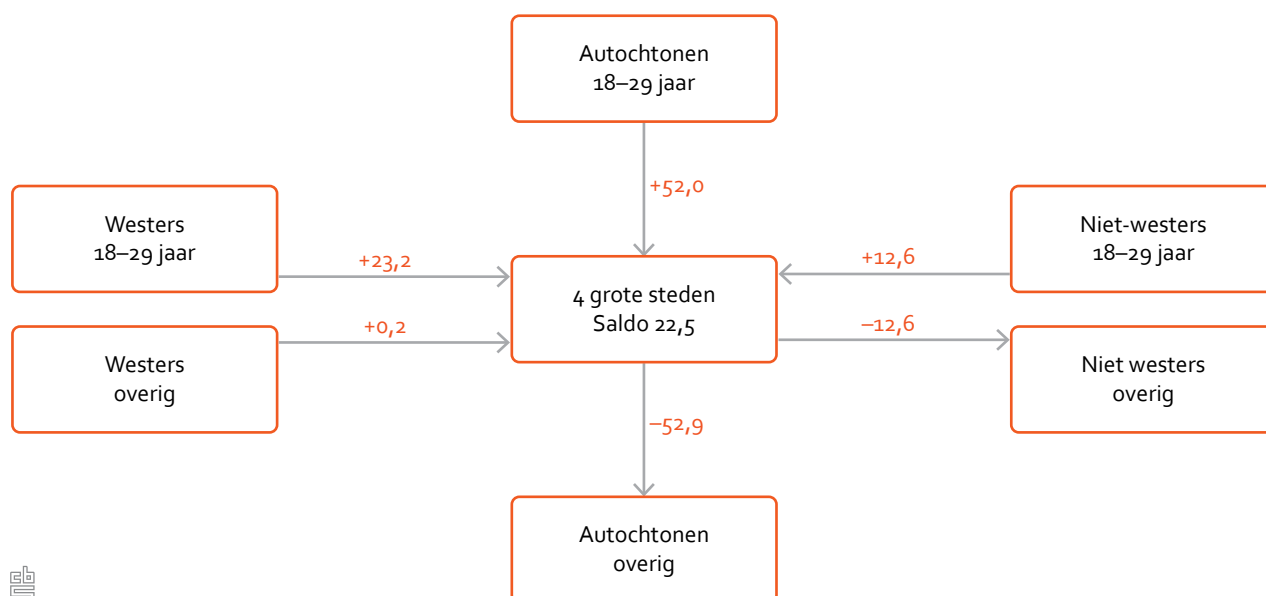 Autochtonen
18–29 jaar
+52,0
Westers
18–29 jaar
+23,2
Niet-westers
18–29 jaar
+12,6
4 grote steden
Saldo 22,5
Westers
overig
+0,2
Niet westers
overig
–12,6
–52,9
Autochtonen
overig
cb